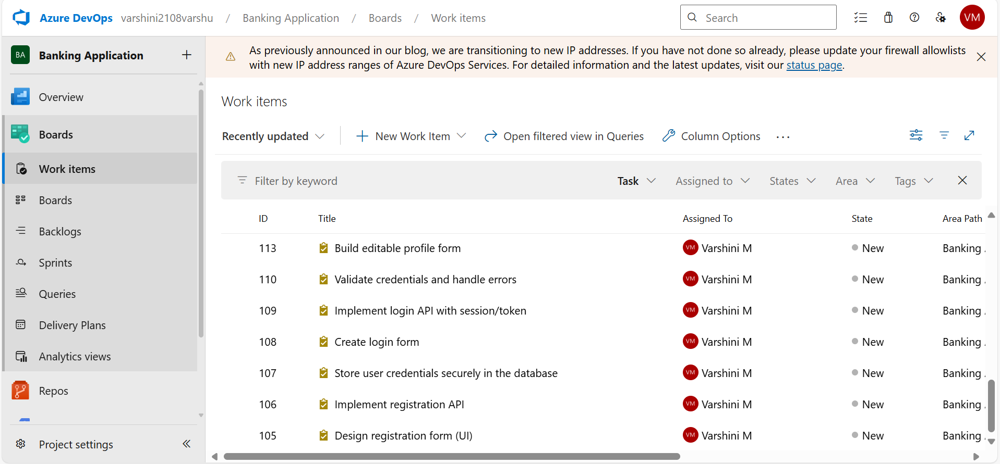 Azure DevOps varshini2108varshu / Banking Application / Boards / Work items Search VM
BA Banking Application
As previously announced in our blog, we are transitioning to new IP addresses. If you have not done so already, please update your firewall allowlists
with new IP address ranges of Azure DevOps Services. For detailed information and the latest updates, visit our status page.
Overview
Boards
Work items
Boards
Backlogs
Sprints
Queries
Delivery Plans
Analytics views
Repos
Project settings
Work items
Recently updated New Work Item Open filtered view in Queries Column Options ...
Filter by keyword Task Assigned to States Area Tags
ID Title Assigned To State Area Path
113 Build editable profile form VM Varshini M New Banking
110 Validate credentials and handle errors VM Varshini M New Banking
109 Implement login API with session/token VM Varshini M New Banking
108 Create login form VM Varshini M New Banking
107 Store user credentials securely in the database VM Varshini M New Banking
106 Implement registration API VM Varshini M New Banking
105 Design registration form (UI) VM Varshini M New Banking